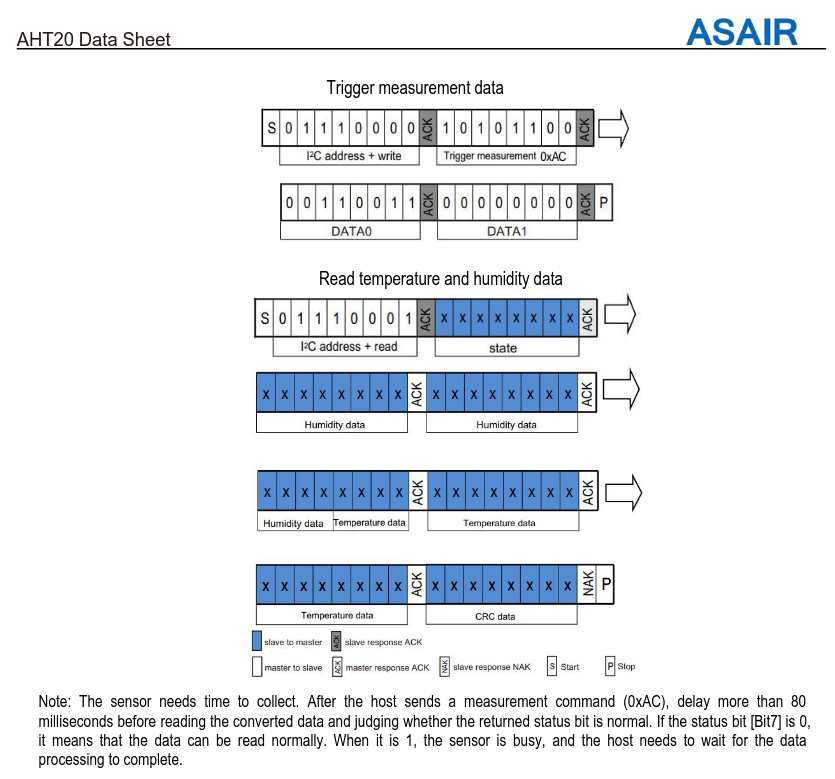 AHT20 Data Sheet
ASAIR
Trigger measurement data
S 0 1 1 1 0 0 0 0 ACK 1 0 1 0 1 1 0 0 ACK
I²C address + write Trigger measurement 0xAC
0 0 1 1 0 0 1 1 ACK 0 0 0 0 0 0 0 0 ACK P
DATA0 DATA1
Read temperature and humidity data
S 0 1 1 1 0 0 0 1 ACK X X X X X X X X ACK
I²C address + read state
X X X X X X X X ACK X X X X X X X X ACK
Humidity data Humidity data
X X X X X X X X ACK X X X X X X X X ACK
Humidity data Temperature data Temperature data
X X X X X X X X ACK X X X X X X X X NAK P
Temperature data CRC data
slave to master ACK slave response ACK
master to slave ACK master response ACK NAK slave response NAK S Start P Stop
Note: The sensor needs time to collect. After the host sends a measurement command (0xAC), delay more than 80
milliseconds before reading the converted data and judging whether the returned status bit is normal. If the status bit [Bit7] is 0,
it means that the data can be read normally. When it is 1, the sensor is busy, and the host needs to wait for the data
processing to complete.